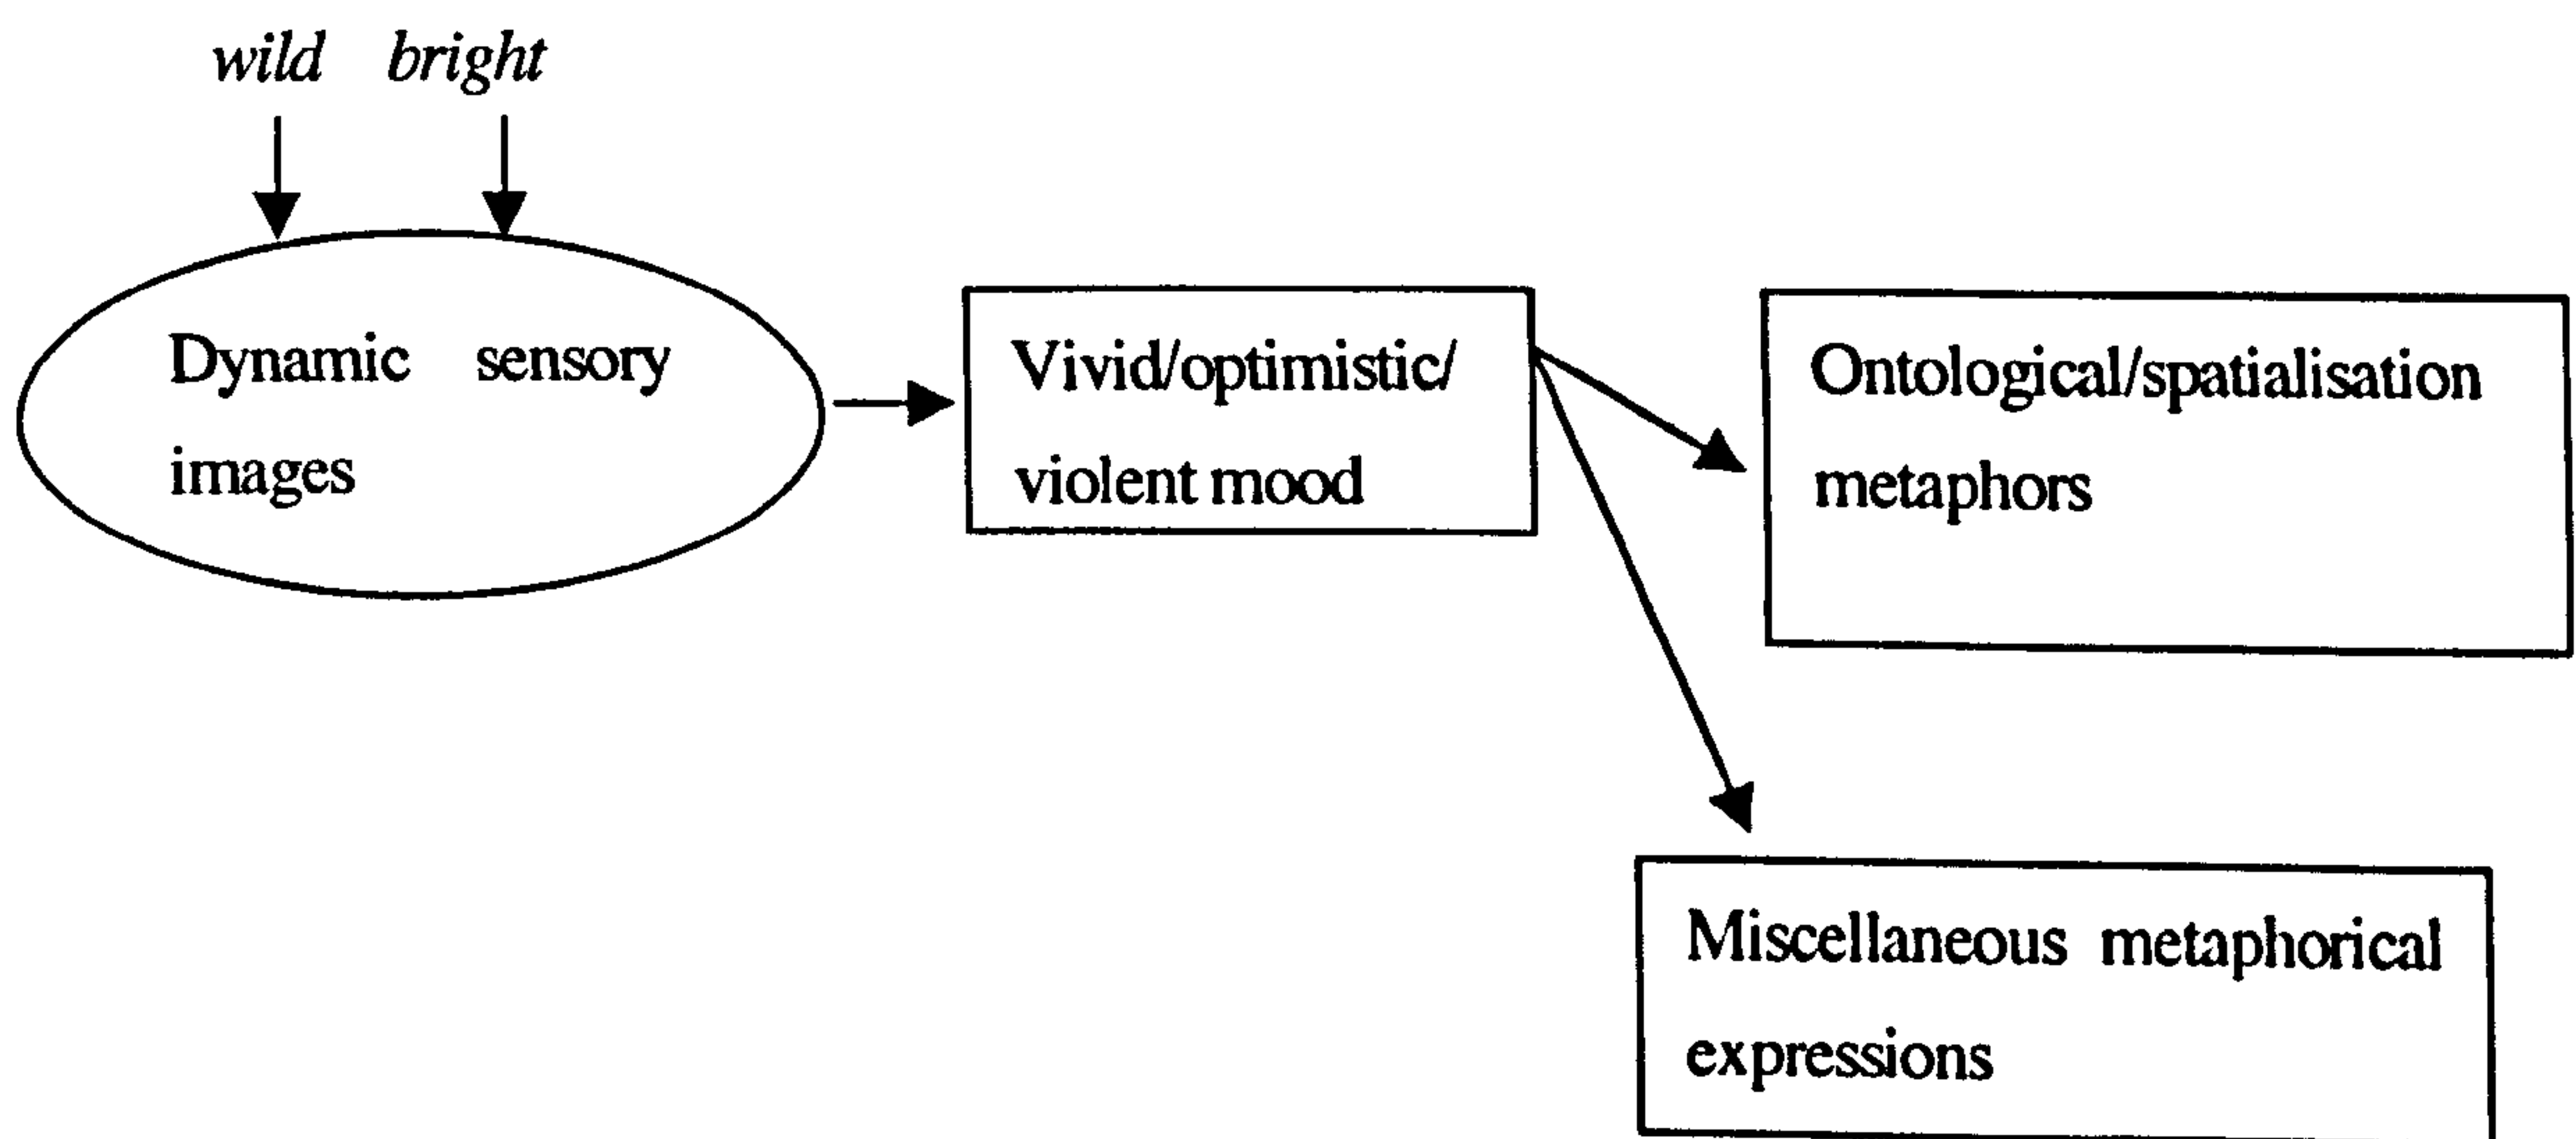 wild bright
Dynamic sensory
images
Vivid/optimistic/
violent mood
Ontological/spatialisation
metaphors
Miscellaneous metaphorical
expressions